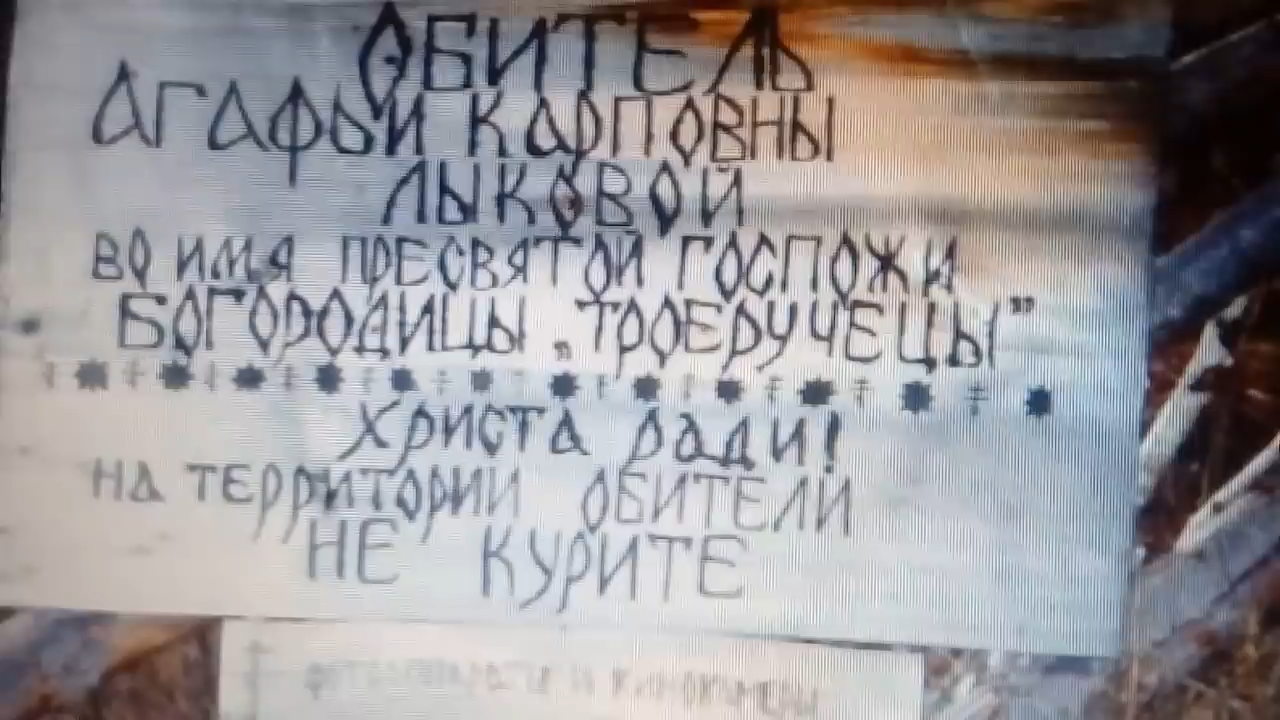 ОБИТЕЛЬ
АГАФЬИ КАРПОВНЫ
ЛЫКОВОЙ
ВО ИМЯ ПРЕСВЯТОЙ ГОСПОЖИ
БОГОРОДИЦЫ „ТРОЕРУЧЕЦЫ”
ХРИСТА РАДИ!
НА ТЕРРИТОРИИ ОБИТЕЛИ
НЕ КУРИТЕ